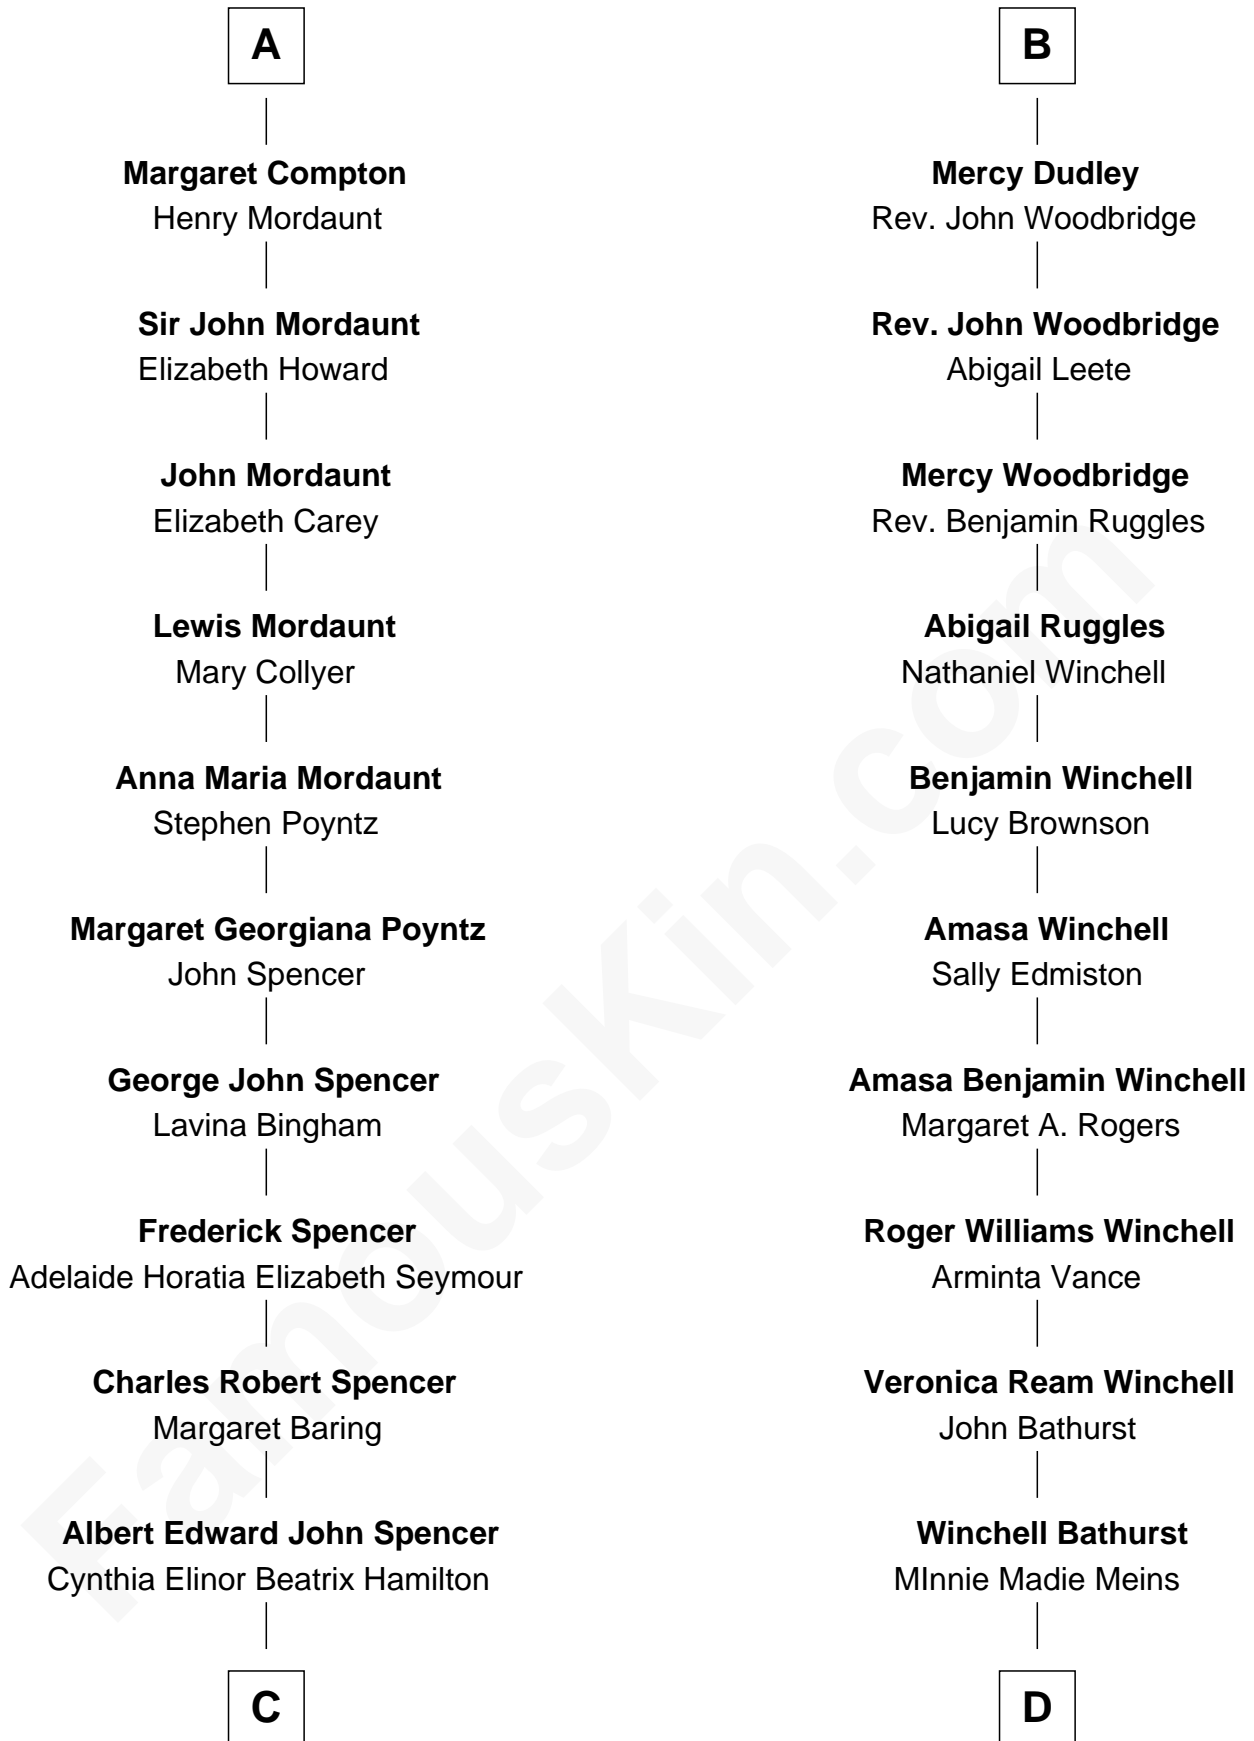 A
Margaret Compton
Henry Mordaunt
Sir John Mordaunt
Elizabeth Howard
John Mordaunt
Elizabeth Carey
Lewis Mordaunt
Mary Collyer
Anna Maria Mordaunt
Stephen Poyntz
Margaret Georgiana Poyntz
John Spencer
George John Spencer
Lavina Bingham
Frederick Spencer
Adelaide Horatia Elizabeth Seymour
Charles Robert Spencer
Margaret Baring
Albert Edward John Spencer
Cynthia Elinor Beatrix Hamilton
C
B
Mercy Dudley
Rev. John Woodbridge
Rev. John Woodbridge
Abigail Leete
Mercy Woodbridge
Rev. Benjamin Ruggles
Abigail Ruggles
Nathaniel Winchell
Benjamin Winchell
Lucy Brownson
Amasa Winchell
Sally Edmiston
Amasa Benjamin Winchell
Margaret A. Rogers
Roger Williams Winchell
Arminta Vance
Veronica Ream Winchell
John Bathurst
Winchell Bathurst
MInnie Madie Meins
D
FamousKin.com